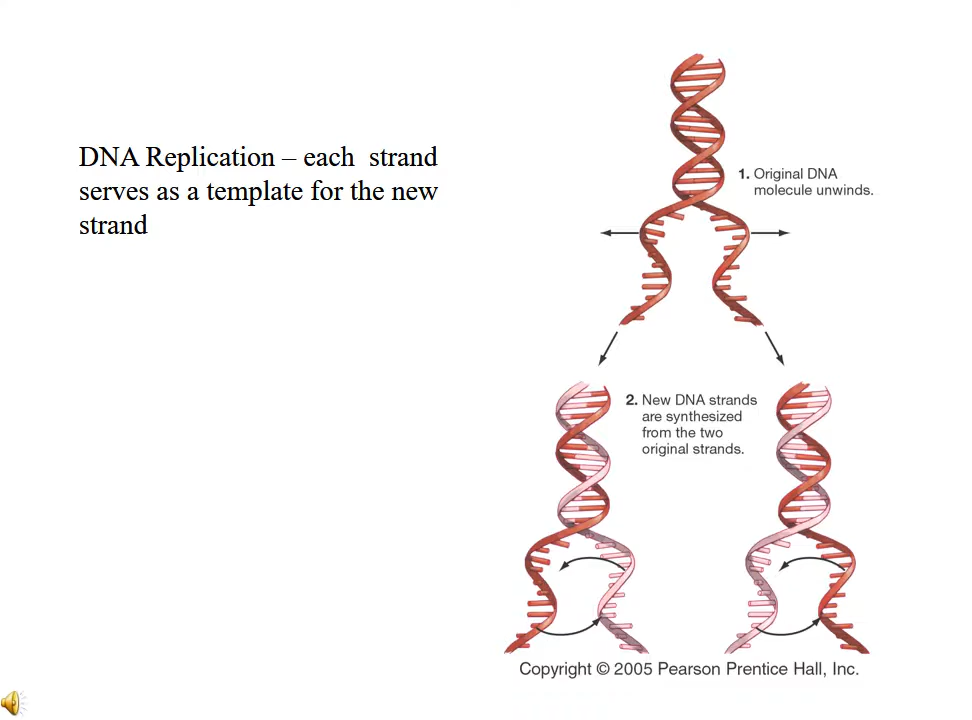 DNA Replication – each  strand
serves as a template for the new
strand
1. Original DNA
molecule unwinds.
2. New DNA strands
are synthesized
from the two
original strands.
Copyright © 2005 Pearson Prentice Hall, Inc.